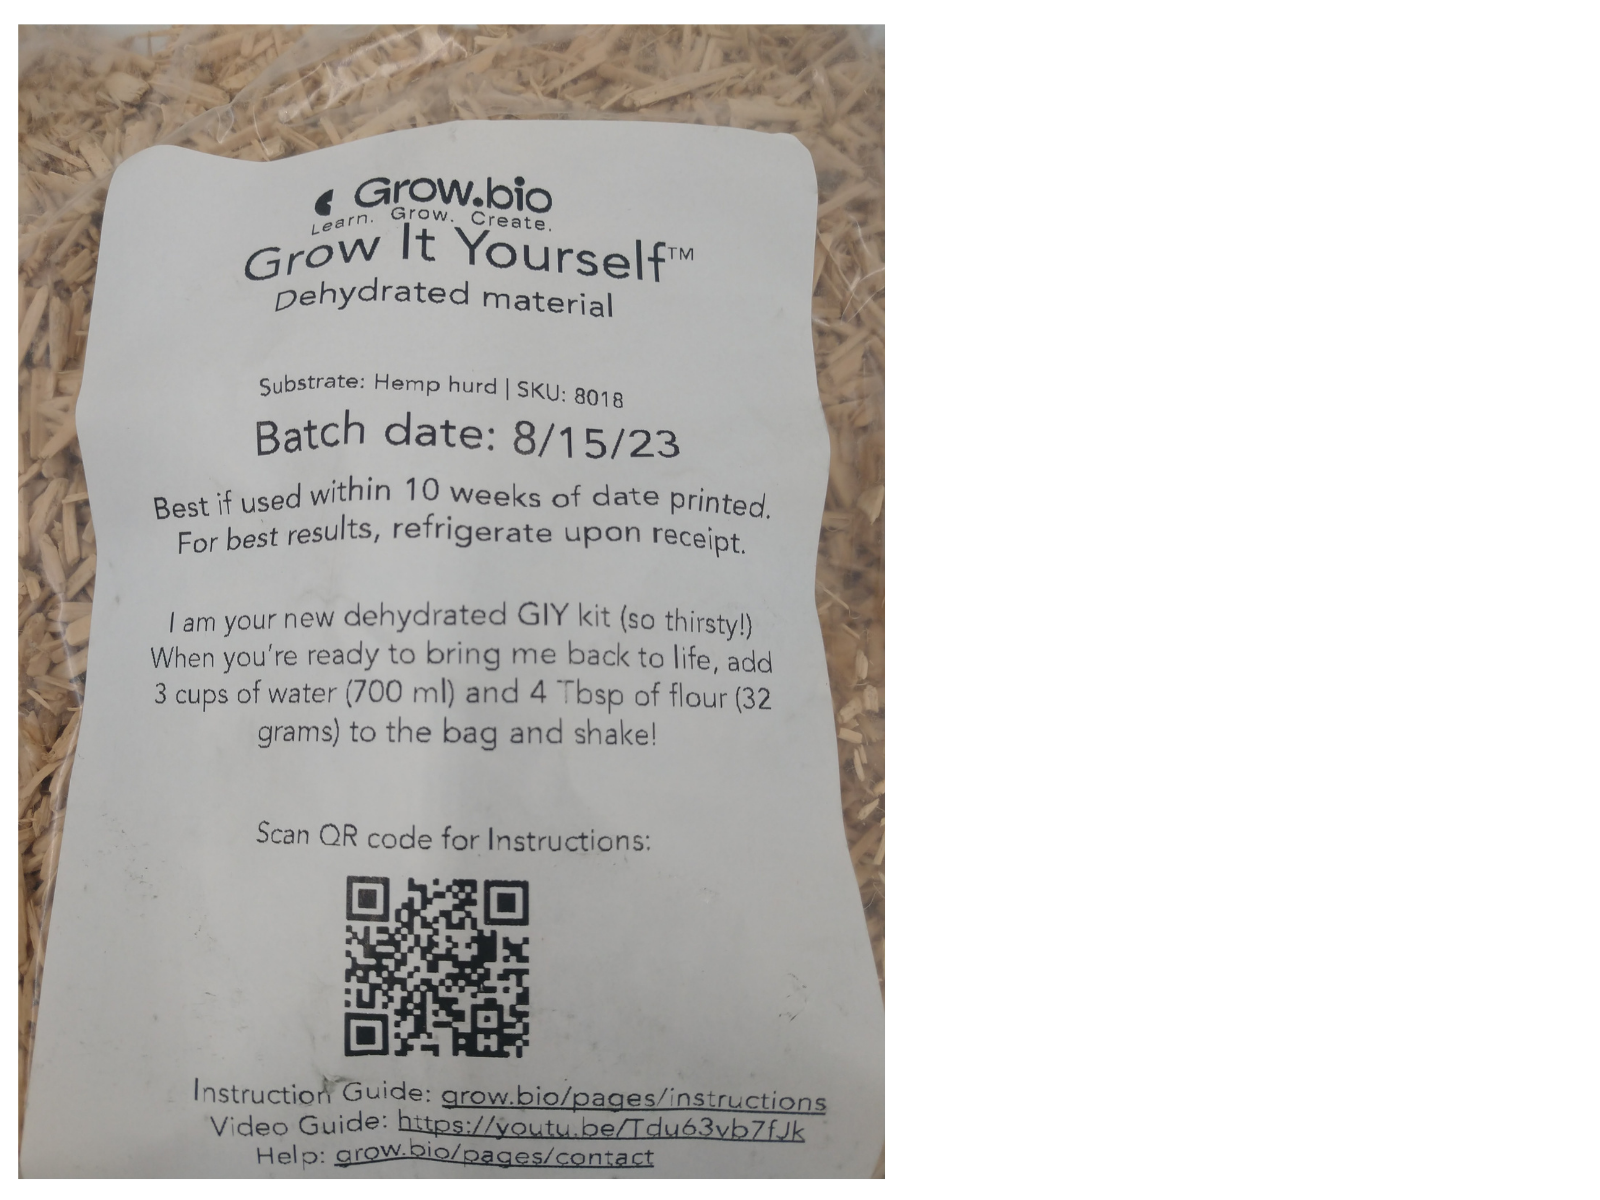 Grow.bio
Learn. Grow. Create.
Grow It Yourself™
Dehydrated material
Substrate: Hemp hurd | SKU: 8018
Batch date: 8/15/23
Best if used within 10 weeks of date printed.
For best results, refrigerate upon receipt.
I am your new dehydrated GIY kit (so thirsty!)
When you're ready to bring me back to life, add
3 cups of water (700 ml) and 4 Tbsp of flour (32
grams) to the bag and shake!
Scan QR code for Instructions:
Instruction Guide: grow.bio/pages/instructions
Video Guide: https://youtu.be/Tdu63vb7fJk
Help: grow.bio/pages/contact